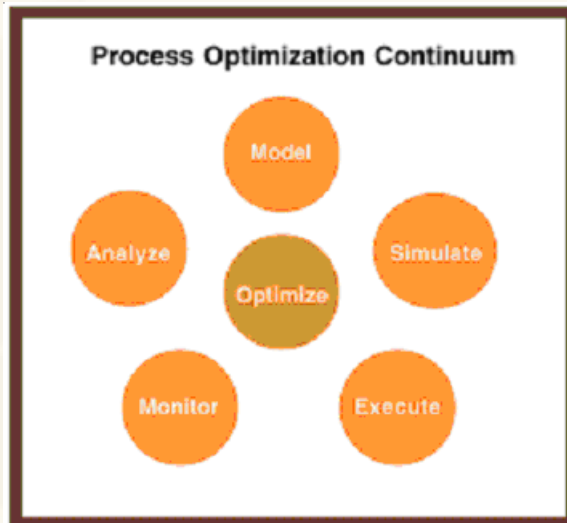 Process Optimization Continuum
Model
Analyze
Simulate
Optimize
Monitor
Execute